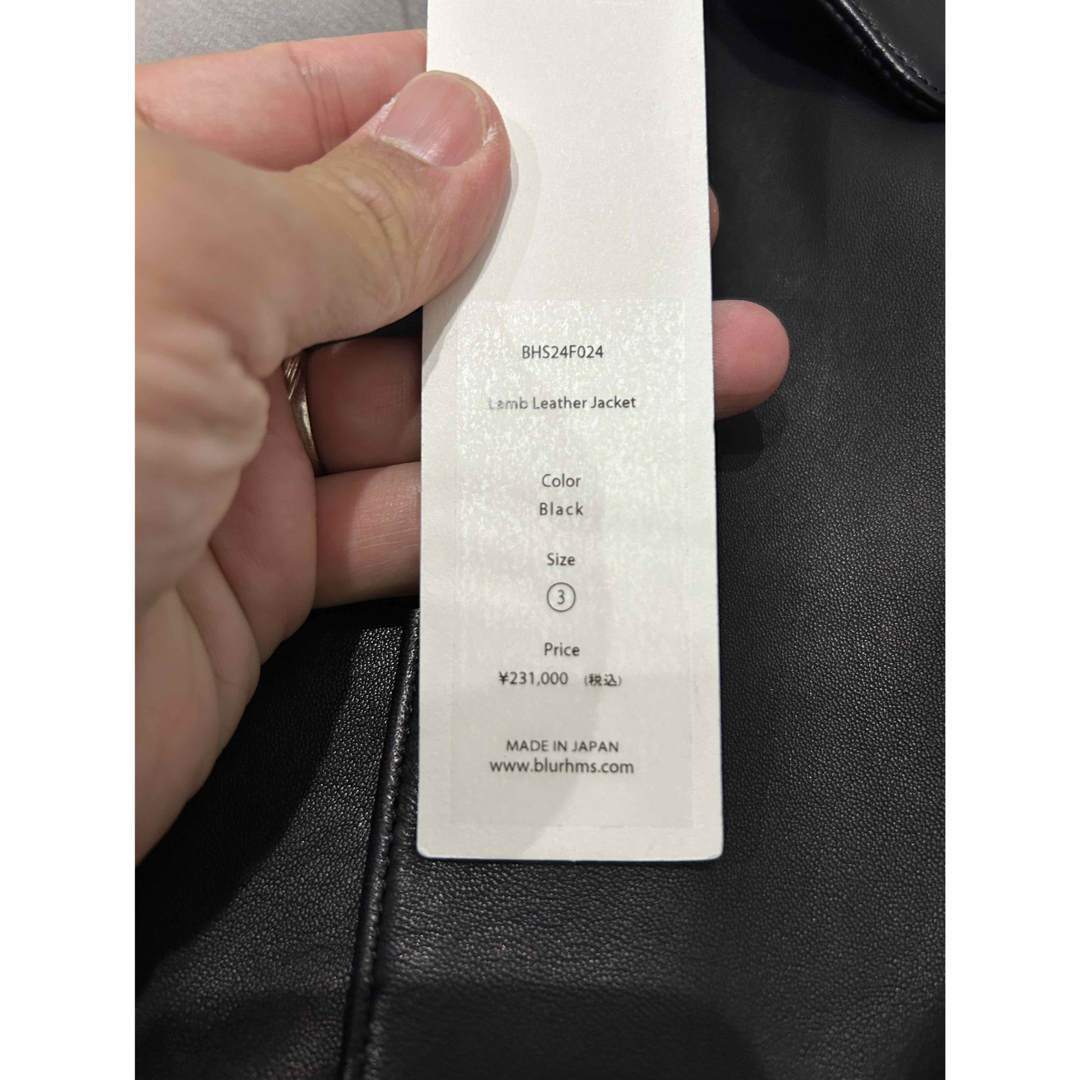 BHS24F024
Lamb Leather Jacket
Color
Black
Size
3
Price
¥231,000 (税込)
MADE IN JAPAN
www.blurhms.com